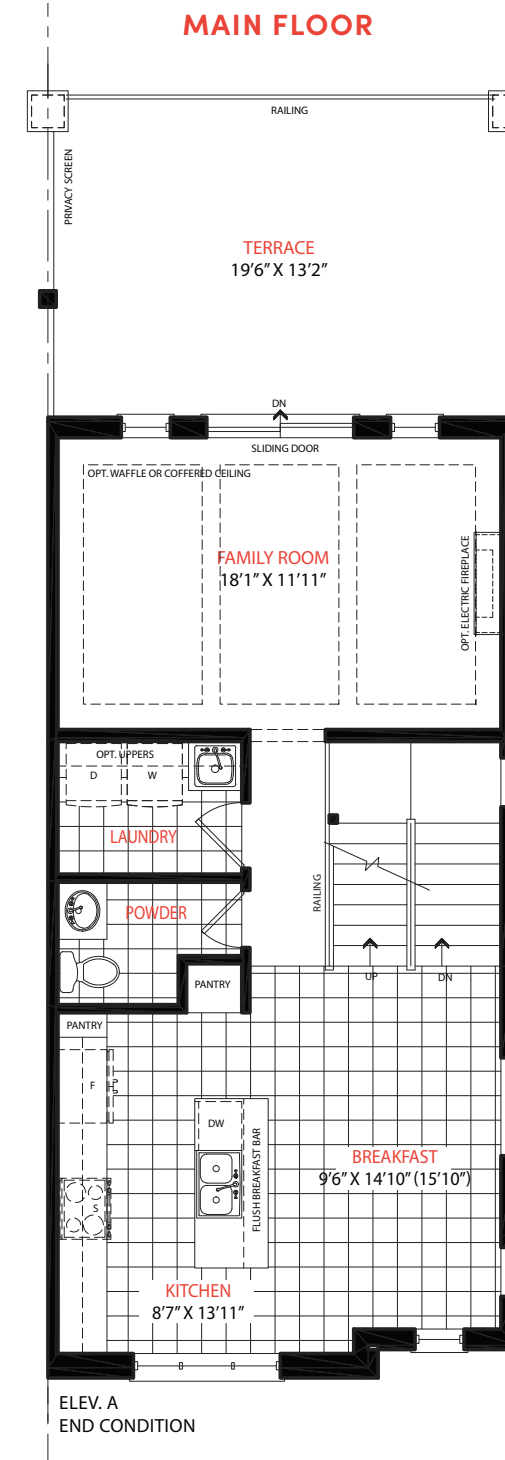 MAIN FLOOR
RAILING
PRIVACY SCREEN
TERRACE
19'6" X 13'2"
DN
SLIDING DOOR
OPT. WAFFLE OR COFFERED CEILING
FAMILY ROOM
18'1" X 11'11"
OPT. ELECTRIC FIREPLACE
OPT. UPPERS
D
W
LAUNDRY
RAILING
POWDER
UP
DN
PANTRY
PANTRY
F
DW
FLUSH BREAKFAST BAR
BREAKFAST
9'6" X 14'10" (15'10")
S
KITCHEN
8'7" X 13'11"
ELEV. A
END CONDITION